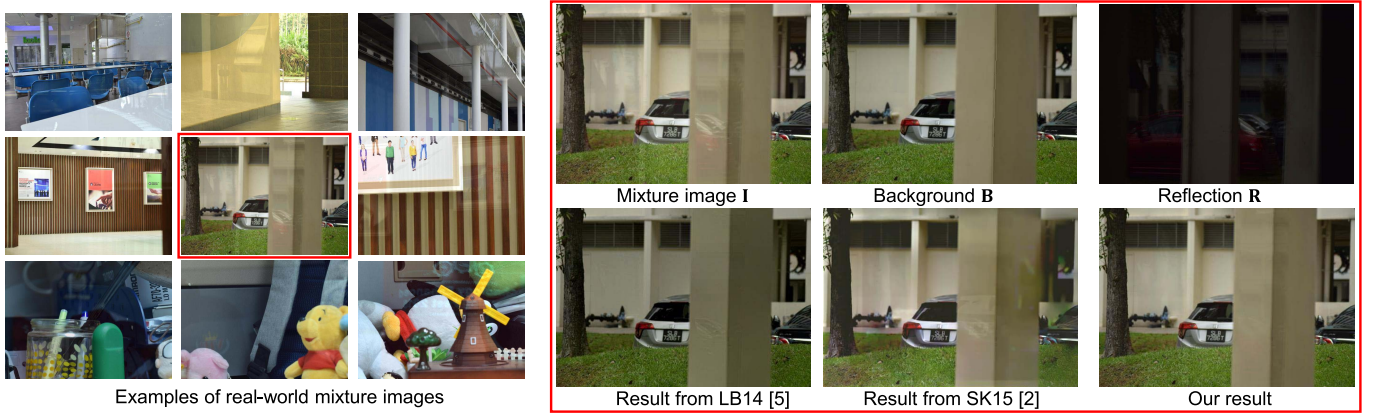 Mixture image I
Background B
Reflection R
Result from LB14 [5]
Result from SK15 [2]
Our result
Examples of real-world mixture images